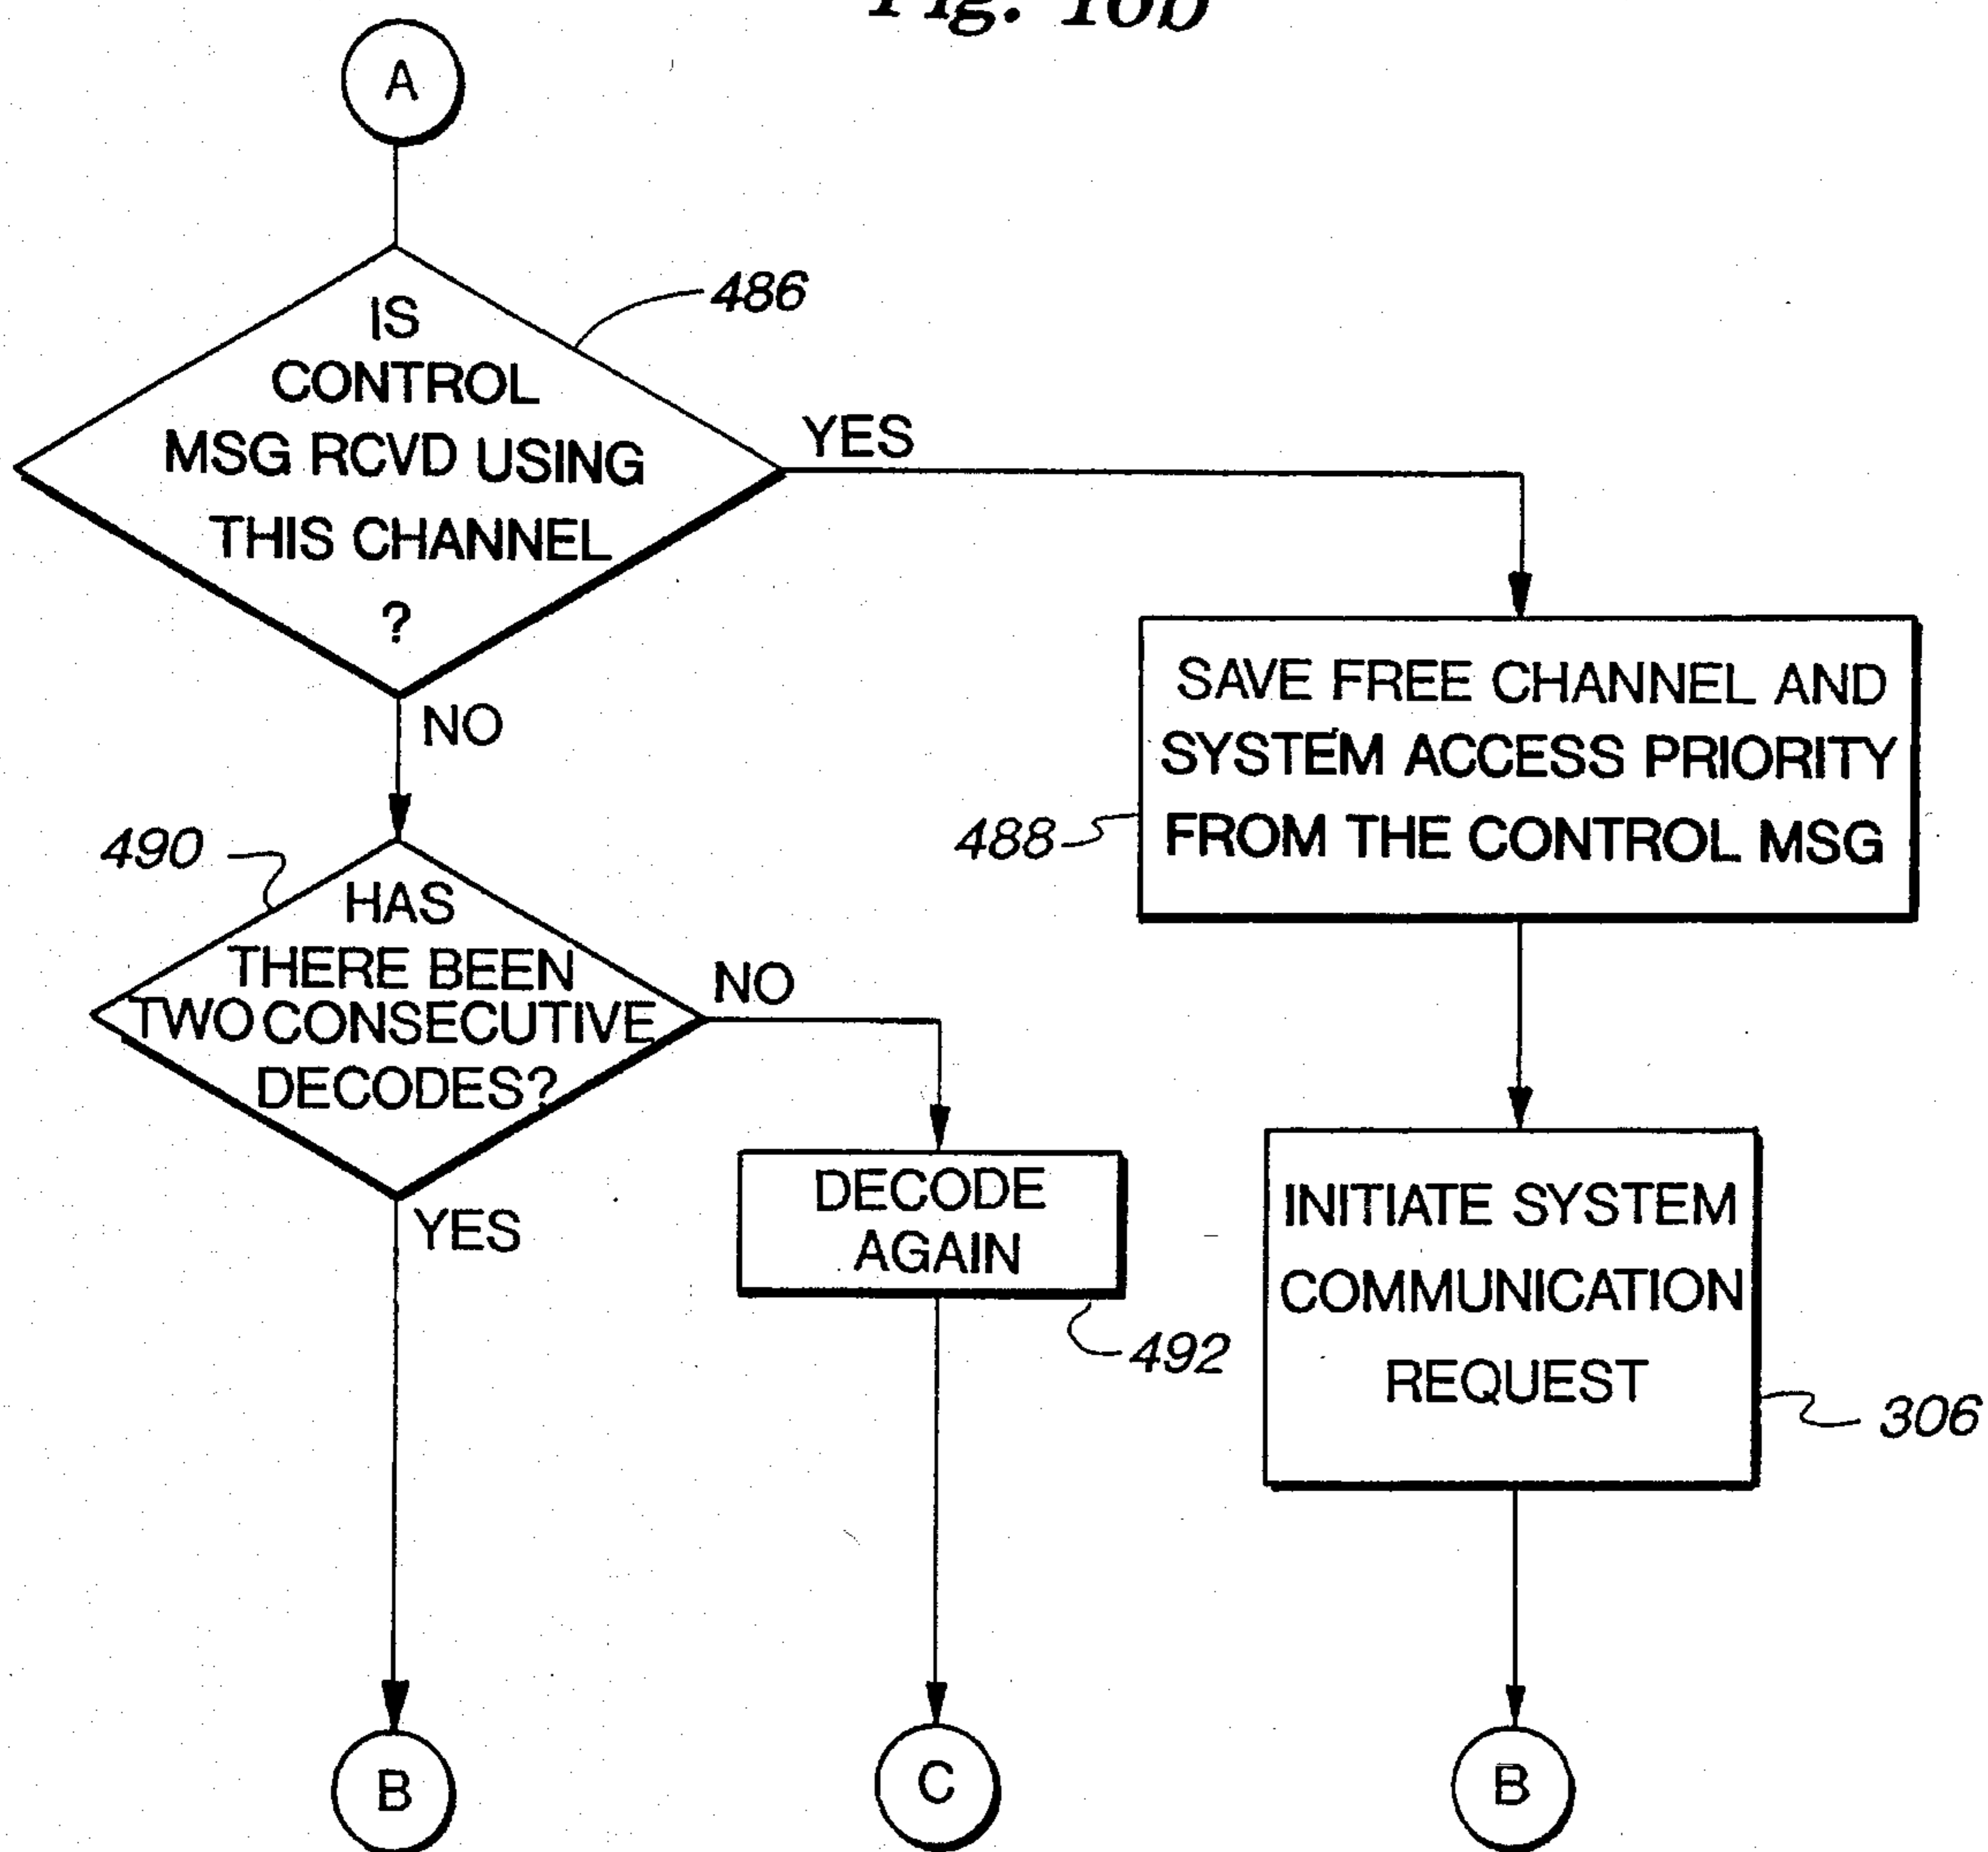 Fig. 10b
A
IS
CONTROL
MSG RCVD USING
THIS CHANNEL
?
486
YES
NO
SAVE FREE CHANNEL AND
SYSTEM ACCESS PRIORITY
FROM THE CONTROL MSG
488
490
HAS
THERE BEEN
TWO CONSECUTIVE
DECODES?
NO
YES
DECODE
AGAIN
492
INITIATE SYSTEM
COMMUNICATION
REQUEST
306
B
C
B